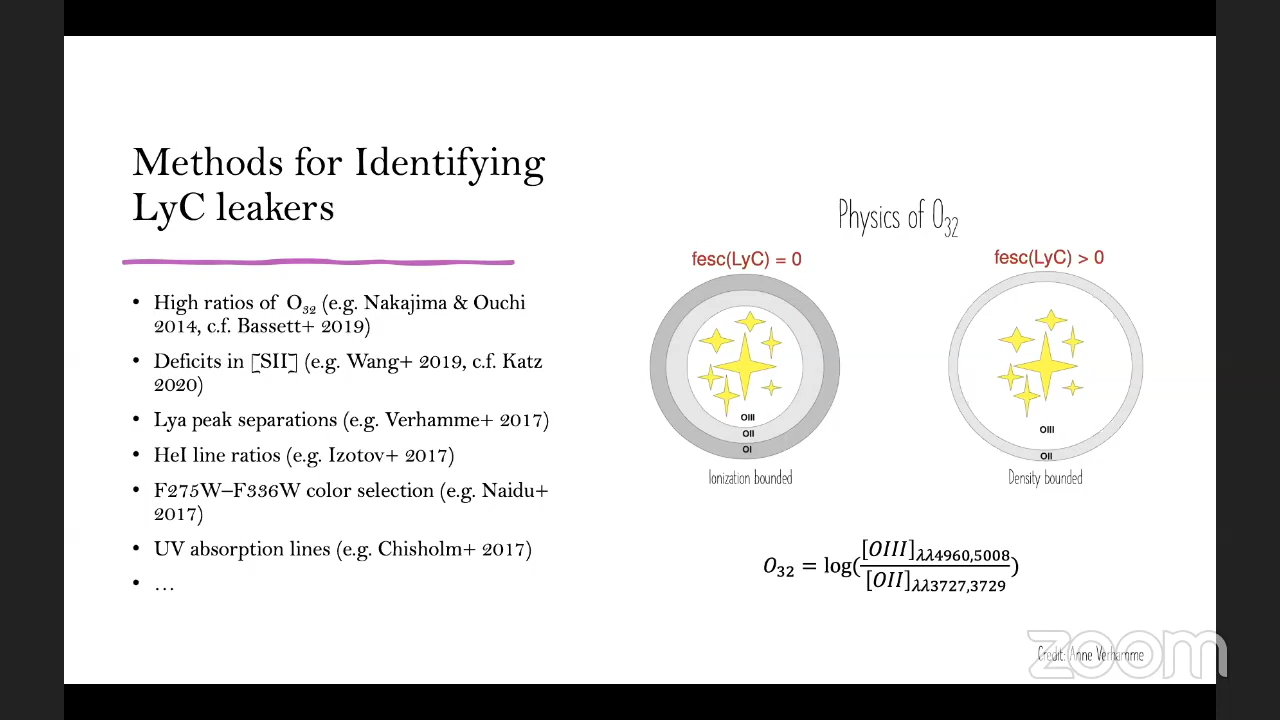 Methods for Identifying
LyC leakers
• High ratios of O₃₂ (e.g. Nakajima & Ouchi
2014, c.f. Bassett+ 2019)
• Deficits in [SII] (e.g. Wang+ 2019, c.f. Katz
2020)
• Lya peak separations (e.g. Verhamme+ 2017)
• HeI line ratios (e.g. Izotov+ 2017)
• F275W–F336W color selection (e.g. Naidu+
2017)
• UV absorption lines (e.g. Chisholm+ 2017)
• …
Physics of O₃₂
fesc(LyC) = 0
OIII
OII
OI
Ionization bounded
fesc(LyC) > 0
OIII
OII
Density bounded
O₃₂ = log([OIII]λλ4960,5008 / [OII]λλ3727,3729)
Credit: Anne Verhamme
zoom